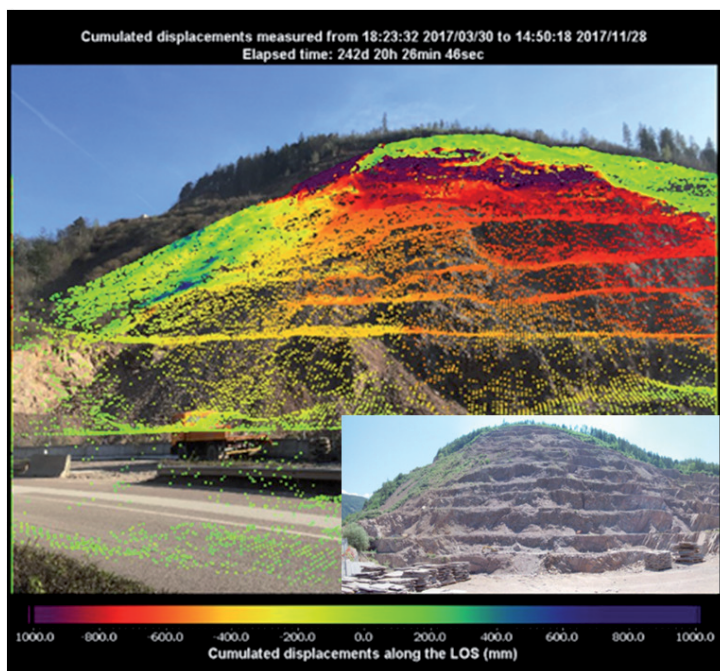 Cumulated displacements measured from 18:23:32 2017/03/30 to 14:50:18 2017/11/28
Elapsed time: 242d 20h 26min 46sec
1000.0 -800.0 -600.0 -400.0 -200.0 0.0 200.0 400.0 600.0 800.0 1000.0
Cumulated displacements along the LOS (mm)